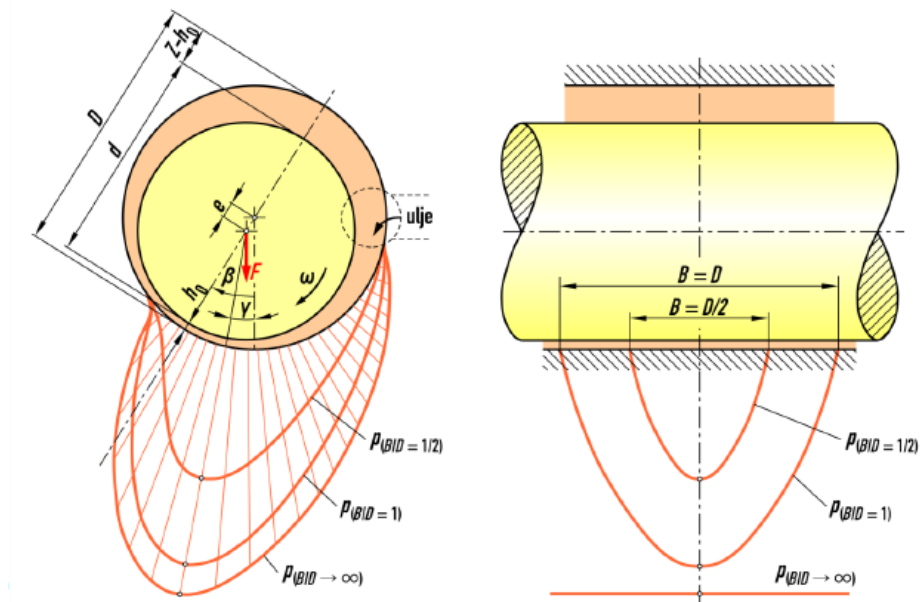 D
Z-h₀
d
e
ulje
F
β
ω
h₀
γ
p(B/D = 1/2)
p(B/D = 1)
p(B/D → ∞)
B = D
B = D/2
p(B/D = 1/2)
p(B/D = 1)
p(B/D → ∞)